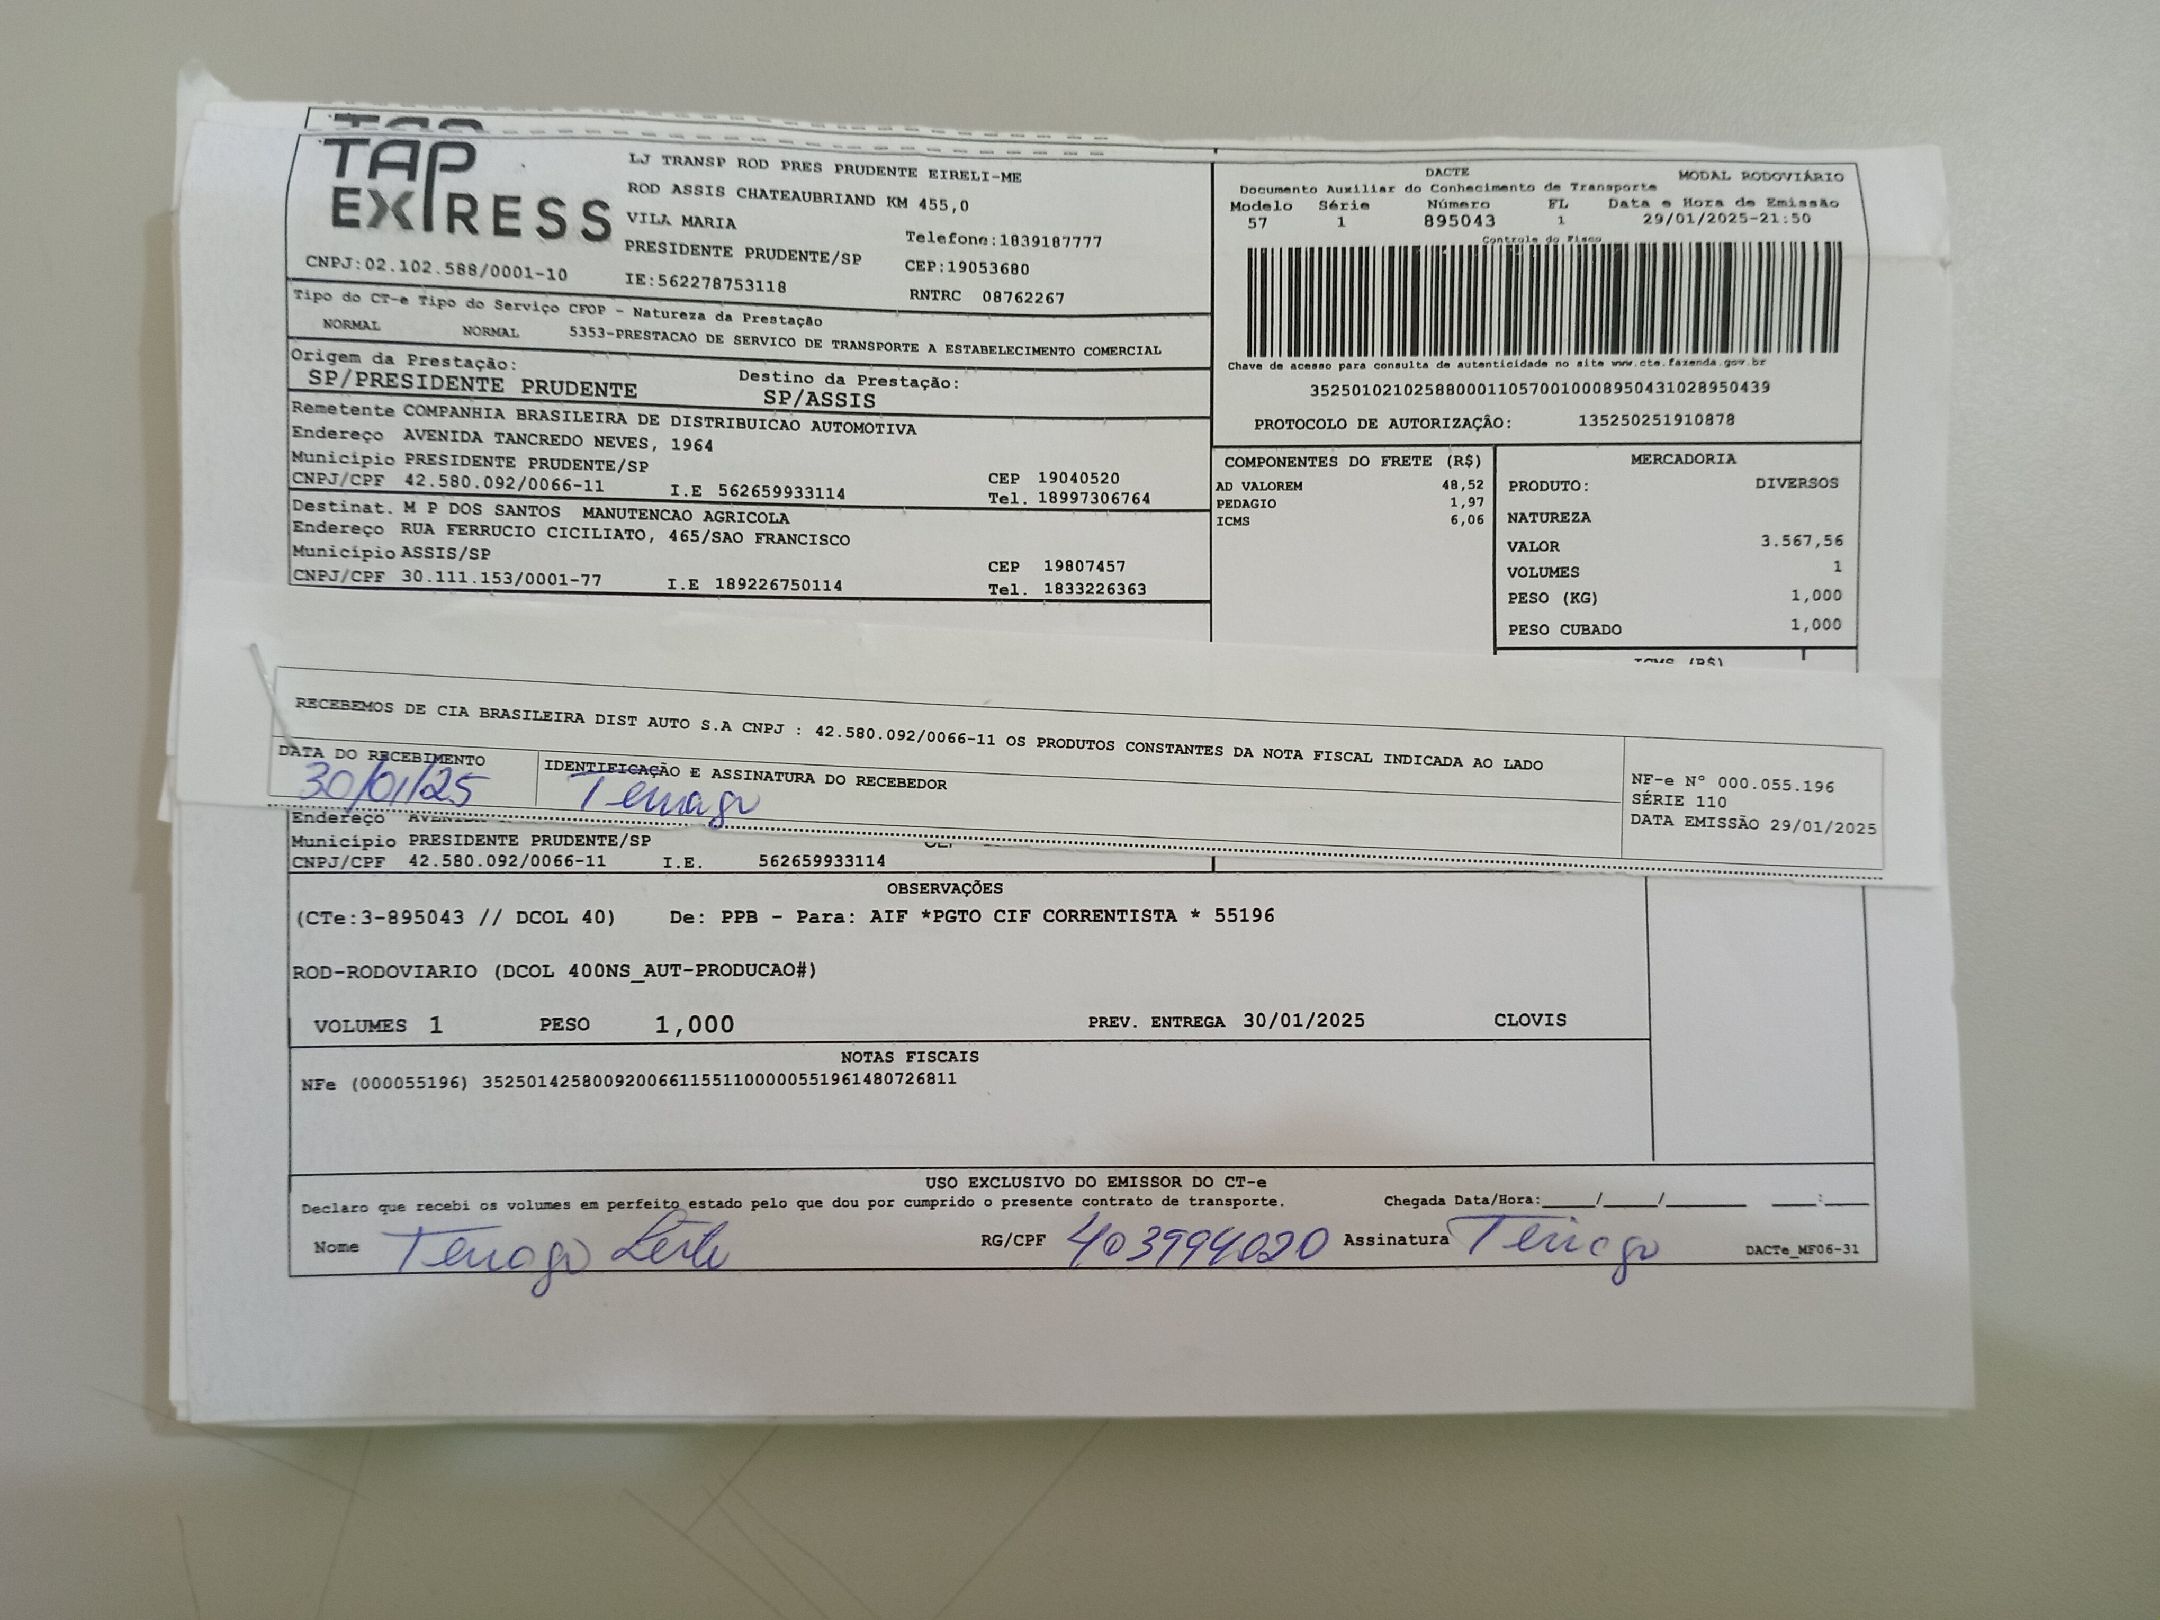 TAP EXPRESS
LJ TRANSP ROD PRES PRUDENTE EIRELI-ME
ROD ASSIS CHATEAUBRIAND KM 455,0
VILA MARIA
Telefone:1839187777
PRESIDENTE PRUDENTE/SP CEP:19053680
CNPJ:02.102.588/0001-10 IE:562278753118 RNTRC 08762267
Tipo do CT-e Tipo do Serviço CFOP - Natureza da Prestação
NORMAL NORMAL 5353-PRESTACAO DE SERVICO DE TRANSPORTE A ESTABELECIMENTO COMERCIAL
Origem da Prestação: Destino da Prestação:
SP/PRESIDENTE PRUDENTE SP/ASSIS
Remetente COMPANHIA BRASILEIRA DE DISTRIBUICAO AUTOMOTIVA
Endereço AVENIDA TANCREDO NEVES, 1964
Município PRESIDENTE PRUDENTE/SP CEP 19040520
CNPJ/CPF 42.580.092/0066-11 I.E 562659933114 Tel. 18997306764
Destinat. M P DOS SANTOS MANUTENCAO AGRICOLA
Endereço RUA FERRUCIO CICILIATO, 465/SAO FRANCISCO
Município ASSIS/SP CEP 19807457
CNPJ/CPF 30.111.153/0001-77 I.E 189226750114 Tel. 1833226363
DACTE MODAL RODOVIÁRIO
Documento Auxiliar do Conhecimento de Transporte
Modelo Série Número FL Data e Hora de Emissão
57 1 895043 1 29/01/2025-21:50
Controle do Fisco
Chave de acesso para consulta de autenticidade no site www.cte.fazenda.gov.br
35250102102588000110570010008950431028950439
PROTOCOLO DE AUTORIZAÇÃO: 135250251910878
COMPONENTES DO FRETE (R$)
AD VALOREM 48,52
PEDAGIO 1,97
ICMS 6,06
MERCADORIA
PRODUTO: DIVERSOS
NATUREZA
VALOR 3.567,56
VOLUMES 1
PESO (KG) 1,000
PESO CUBADO 1,000
ICMS (R$)
RECEBEMOS DE CIA BRASILEIRA DIST AUTO S.A CNPJ : 42.580.092/0066-11 OS PRODUTOS CONSTANTES DA NOTA FISCAL INDICADA AO LADO
DATA DO RECEBIMENTO IDENTIFICAÇÃO E ASSINATURA DO RECEBEDOR
30/01/25
NF-e N° 000.055.196
SÉRIE 110
DATA EMISSÃO 29/01/2025
Endereço
Município PRESIDENTE PRUDENTE/SP
CNPJ/CPF 42.580.092/0066-11 I.E. 562659933114
OBSERVAÇÕES
(CTe:3-895043 // DCOL 40) De: PPB - Para: AIF *PGTO CIF CORRENTISTA * 55196
ROD-RODOVIARIO (DCOL 400NS_AUT-PRODUCAO#)
VOLUMES 1 PESO 1,000 PREV. ENTREGA 30/01/2025 CLOVIS
NOTAS FISCAIS
NFe (000055196) 35250142580092006611551100000551961480726811
USO EXCLUSIVO DO EMISSOR DO CT-e
Declaro que recebi os volumes em perfeito estado pelo que dou por cumprido o presente contrato de transporte. Chegada Data/Hora:____/____/______ ____:____
Nome RG/CPF 403994020 Assinatura DACTe_MF06-31